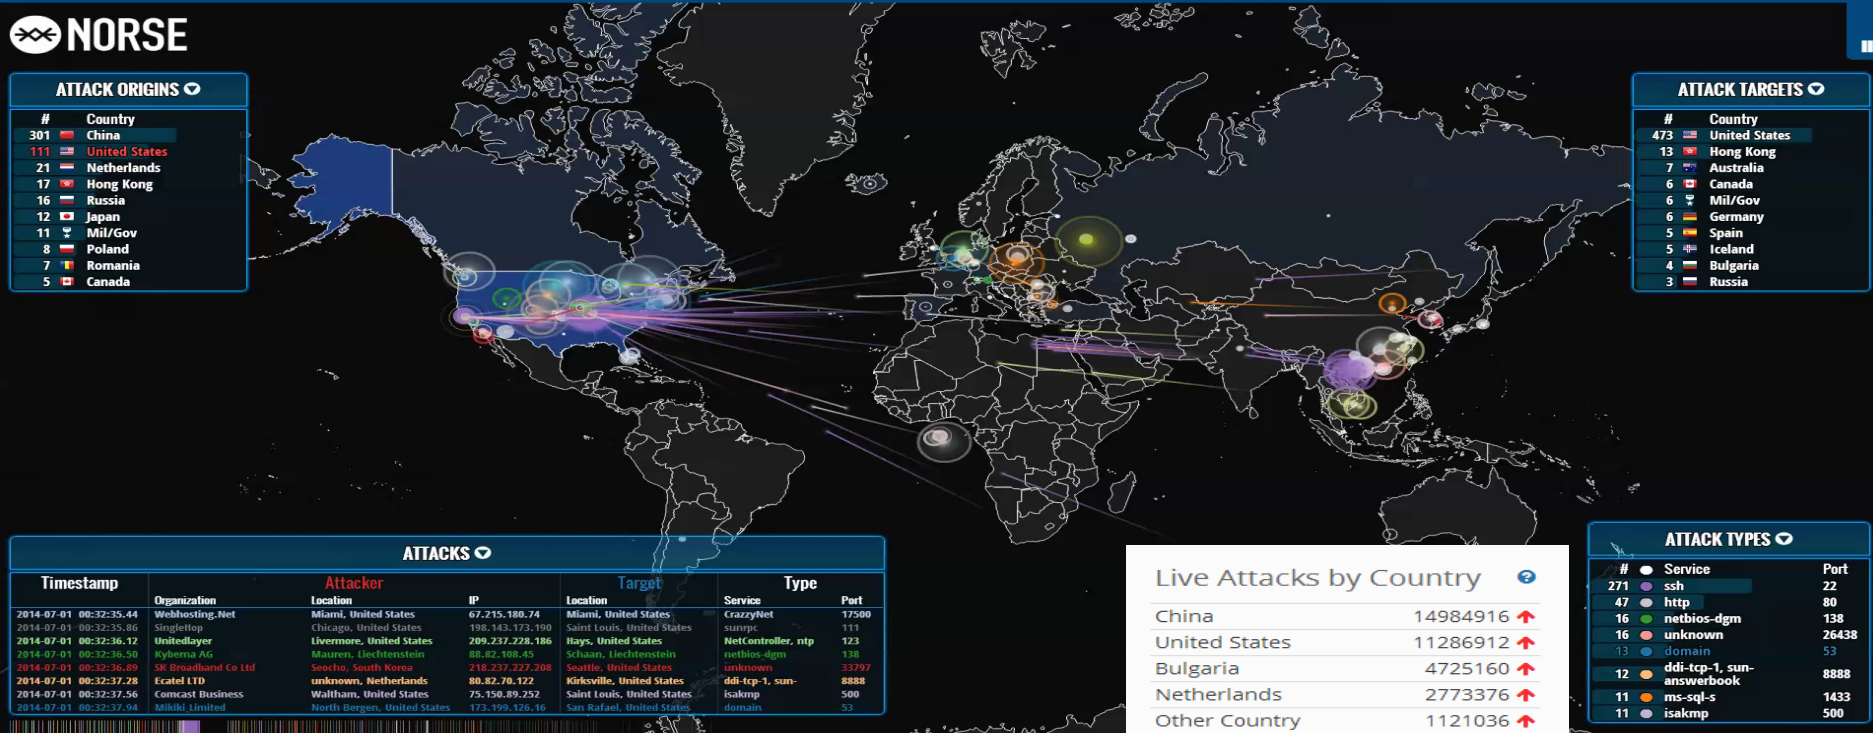 NORSE
ATTACK ORIGINS
# Country
301 China
111 United States
21 Netherlands
17 Hong Kong
16 Russia
12 Japan
11 Mil/Gov
8 Poland
7 Romania
5 Canada
ATTACK TARGETS
# Country
473 United States
13 Hong Kong
7 Australia
6 Canada
6 Mil/Gov
6 Germany
5 Spain
5 Iceland
4 Bulgaria
3 Russia
ATTACKS
Timestamp Attacker Target Type
Organization Location IP Location Service Port
2014-07-01 00:32:35.44 Webhosting.Net Miami, United States 67.215.180.74 Miami, United States CrazzyNet 17500
2014-07-01 00:32:35.86 SingleHop Chicago, United States 198.143.173.190 Saint Louis, United States sunrpc 111
2014-07-01 00:32:36.12 Unitedlayer Livermore, United States 209.237.228.186 Hays, United States NetController, ntp 123
2014-07-01 00:32:36.50 Kyberna AG Mauren, Liechtenstein 88.82.108.45 Schaan, Liechtenstein netbios-dgm 138
2014-07-01 00:32:36.89 SK Broadband Co Ltd Seocho, South Korea 218.237.227.208 Seattle, United States unknown 33797
2014-07-01 00:32:37.28 Ecatel LTD unknown, Netherlands 80.82.70.122 Kirksville, United States ddi-tcp-1, sun- 8888
2014-07-01 00:32:37.56 Comcast Business Waltham, United States 75.150.89.252 Saint Louis, United States isakmp 500
2014-07-01 00:32:37.94 Mikiki Limited North Bergen, United States 173.199.126.16 San Rafael, United States domain 53
Live Attacks by Country
China 14984916
United States 11286912
Bulgaria 4725160
Netherlands 2773376
Other Country 1121036
ATTACK TYPES
# Service Port
271 ssh 22
47 http 80
16 netbios-dgm 138
16 unknown 26438
13 domain 53
12 ddi-tcp-1, sun-
answerbook 8888
11 ms-sql-s 1433
11 isakmp 500